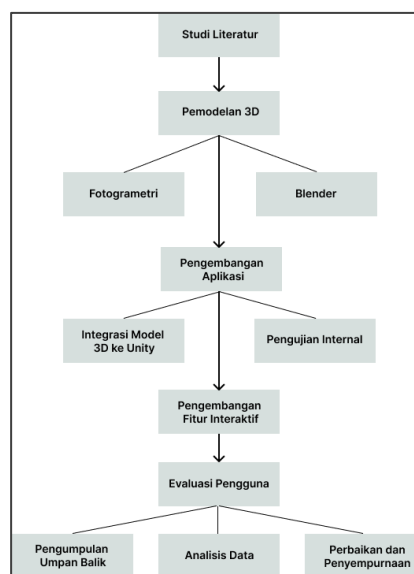 Studi Literatur
Pemodelan 3D
Fotogrametri
Blender
Pengembangan
Aplikasi
Integrasi Model
3D ke Unity
Pengujian Internal
Pengembangan
Fitur Interaktif
Evaluasi Pengguna
Pengumpulan
Umpan Balik
Analisis Data
Perbaikan dan
Penyempurnaan